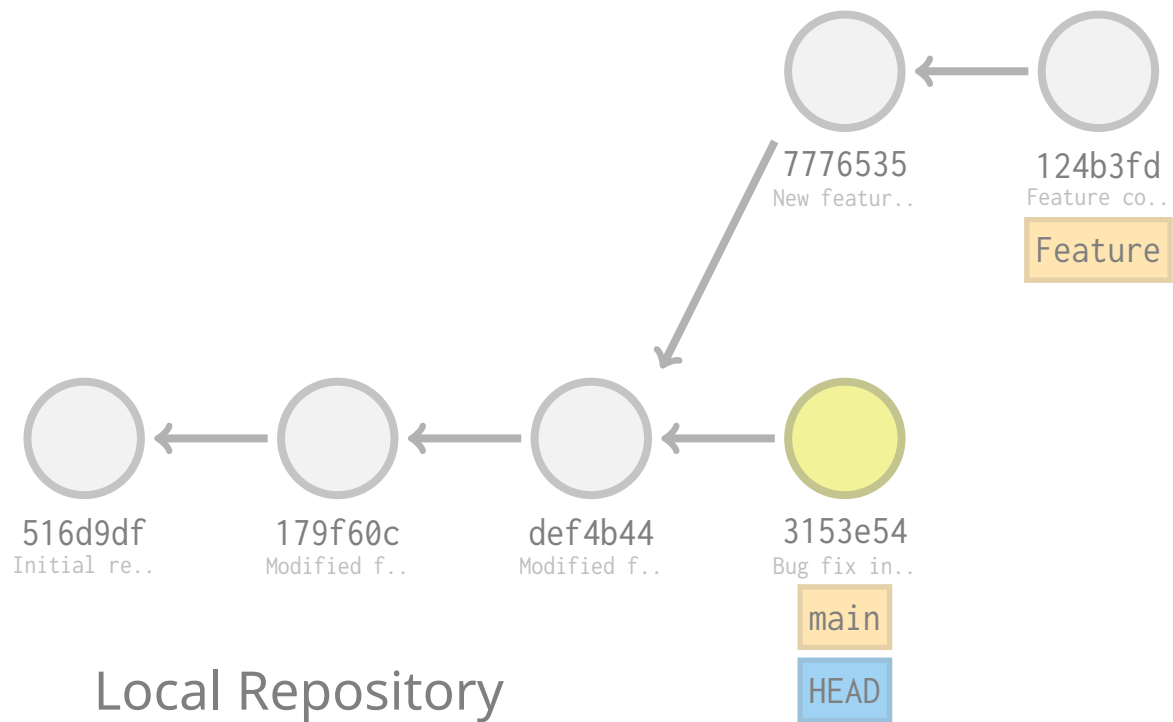 7776535
New featur..
124b3fd
Feature co..
Feature
516d9df
Initial re..
179f60c
Modified f..
def4b44
Modified f..
3153e54
Bug fix in..
main
HEAD
Local Repository